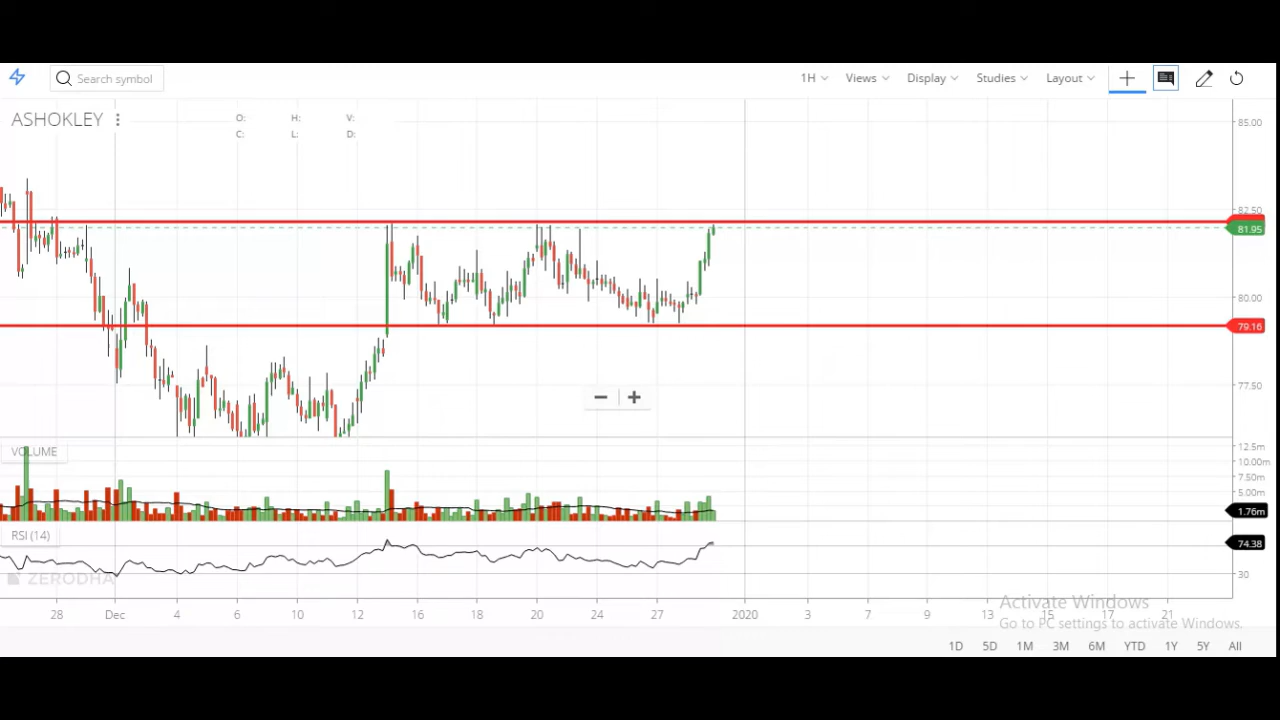 Search symbol 1H Views Display Studies Layout
ASHOKLEY O: H: V:
C: L: D:
85.00
82.50
81.95
80.00
79.16
77.50
VOLUME 12.5m
10.00m
7.50m
5.00m
1.76m
RSI (14)
74.38
30
ZERODHA
28 Dec 4 6 10 12 16 18 20 24 27 2020 3 7 9 13 15 17 21
Activate Windows
Go to PC settings to activate Windows.
1D 5D 1M 3M 6M YTD 1Y 5Y All